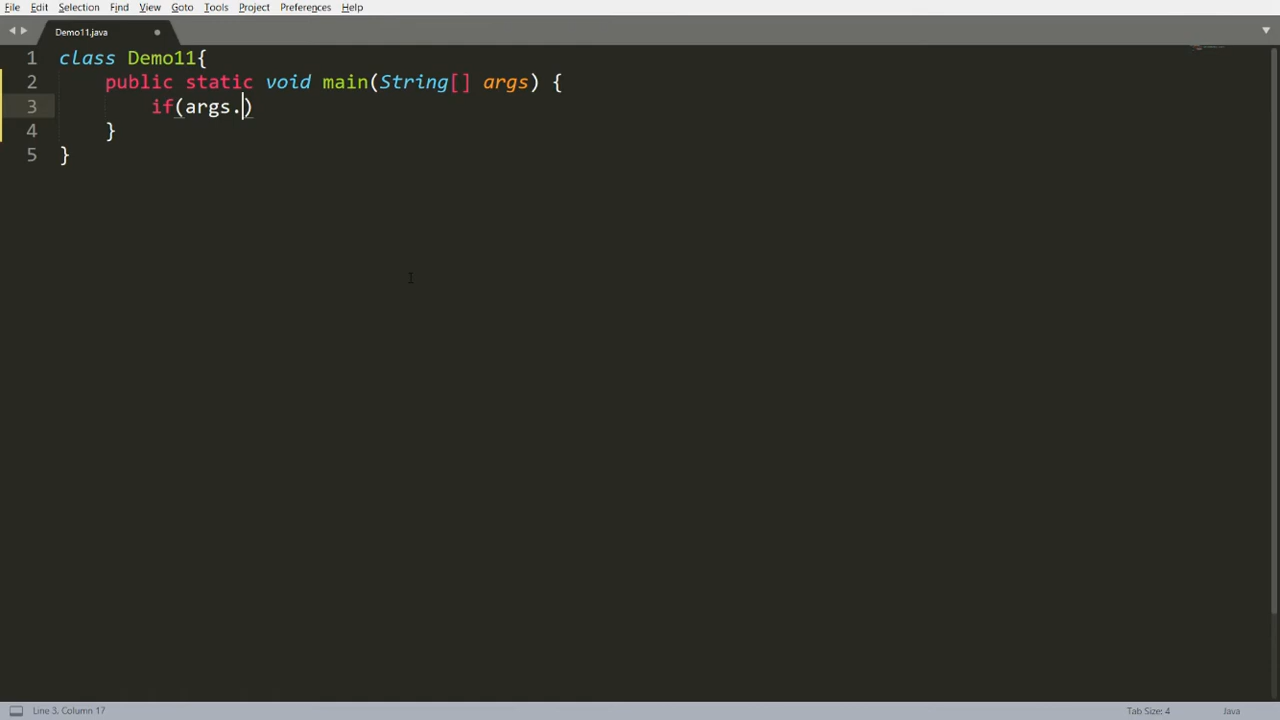 File Edit Selection Find View Goto Tools Project Preferences Help
Demo11.java
1 class Demo11{
2 public static void main(String[] args) {
3 if(args.)
4 }
5 }
Line 3, Column 17 Tab Size: 4 Java